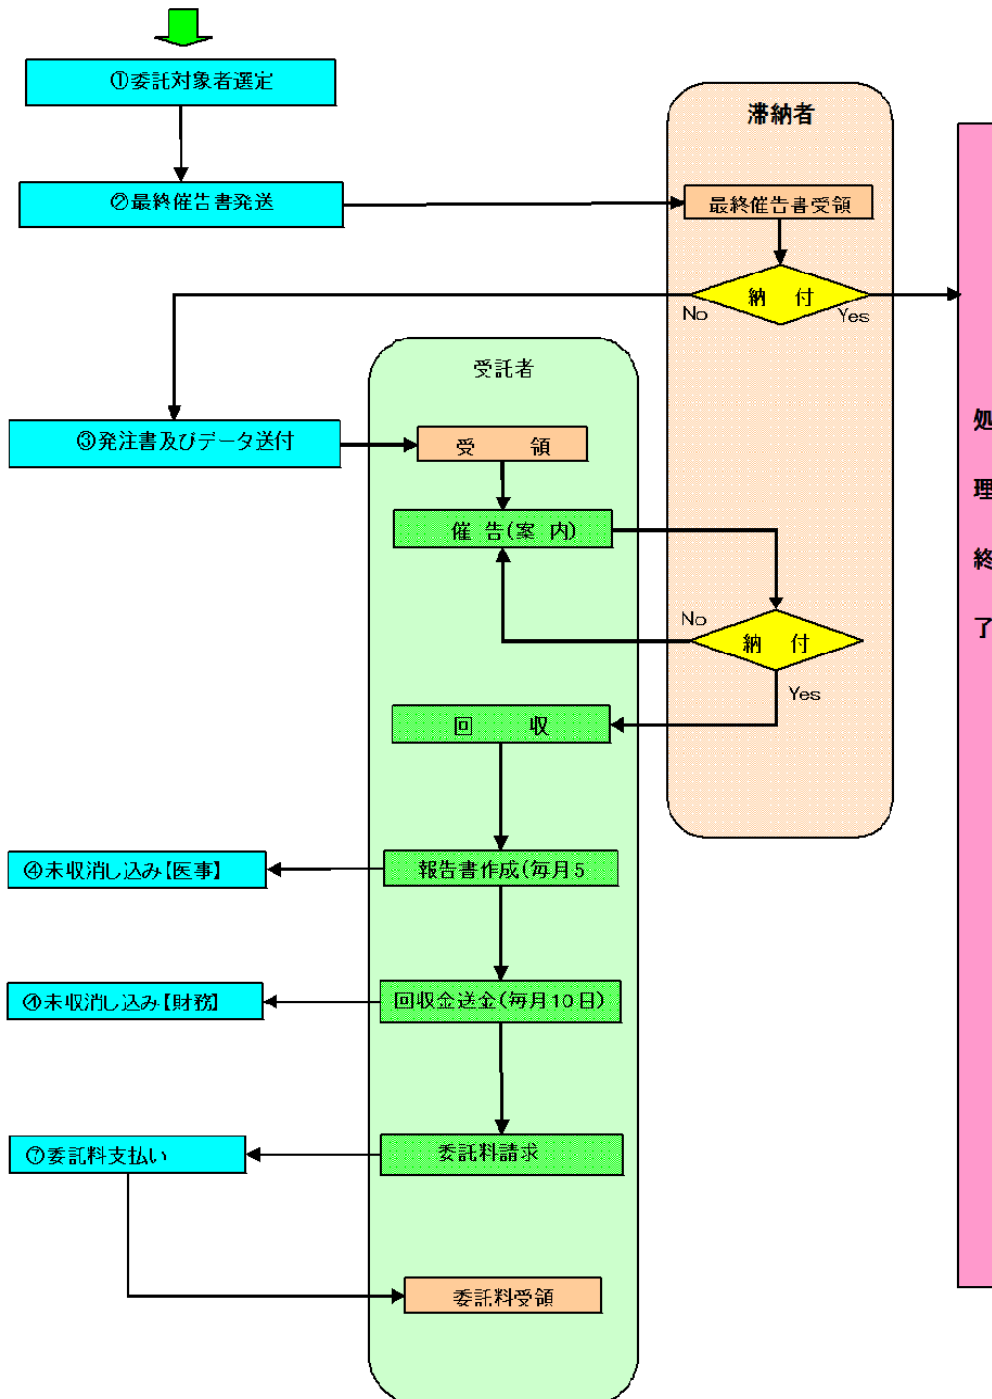 ①委託対象者選定
滞納者
②最終催告書発送
最終催告書受領
納 付
No
Yes
受託者
③発注書及びデータ送付
受 領
処
理
終
了
催 告(案 内)
No
納 付
Yes
回 収
④未収消し込み【医事】
報告書作成(毎月5
未収消し込み【財務】
回収金送金(毎月10日)
⑦委託料支払い
委託料請求
委託料受領